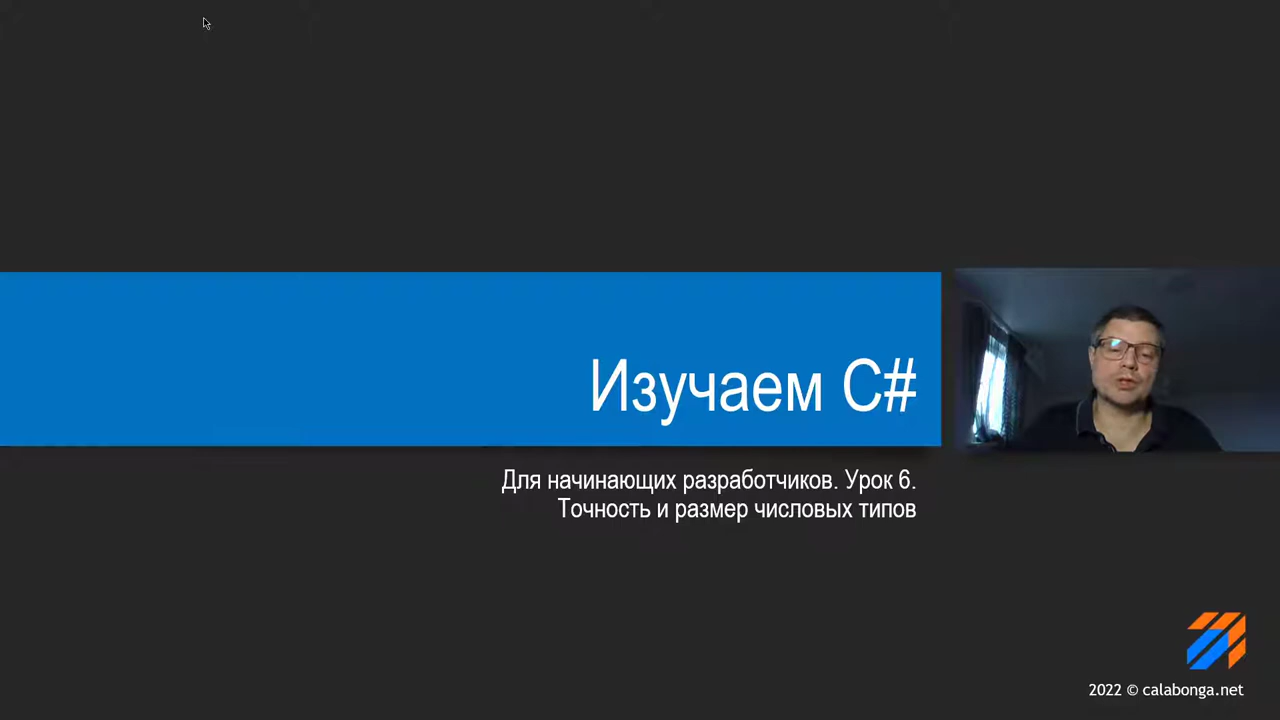 Изучаем C#
Для начинающих разработчиков. Урок 6.
Точность и размер числовых типов
2022 © calabonga.net